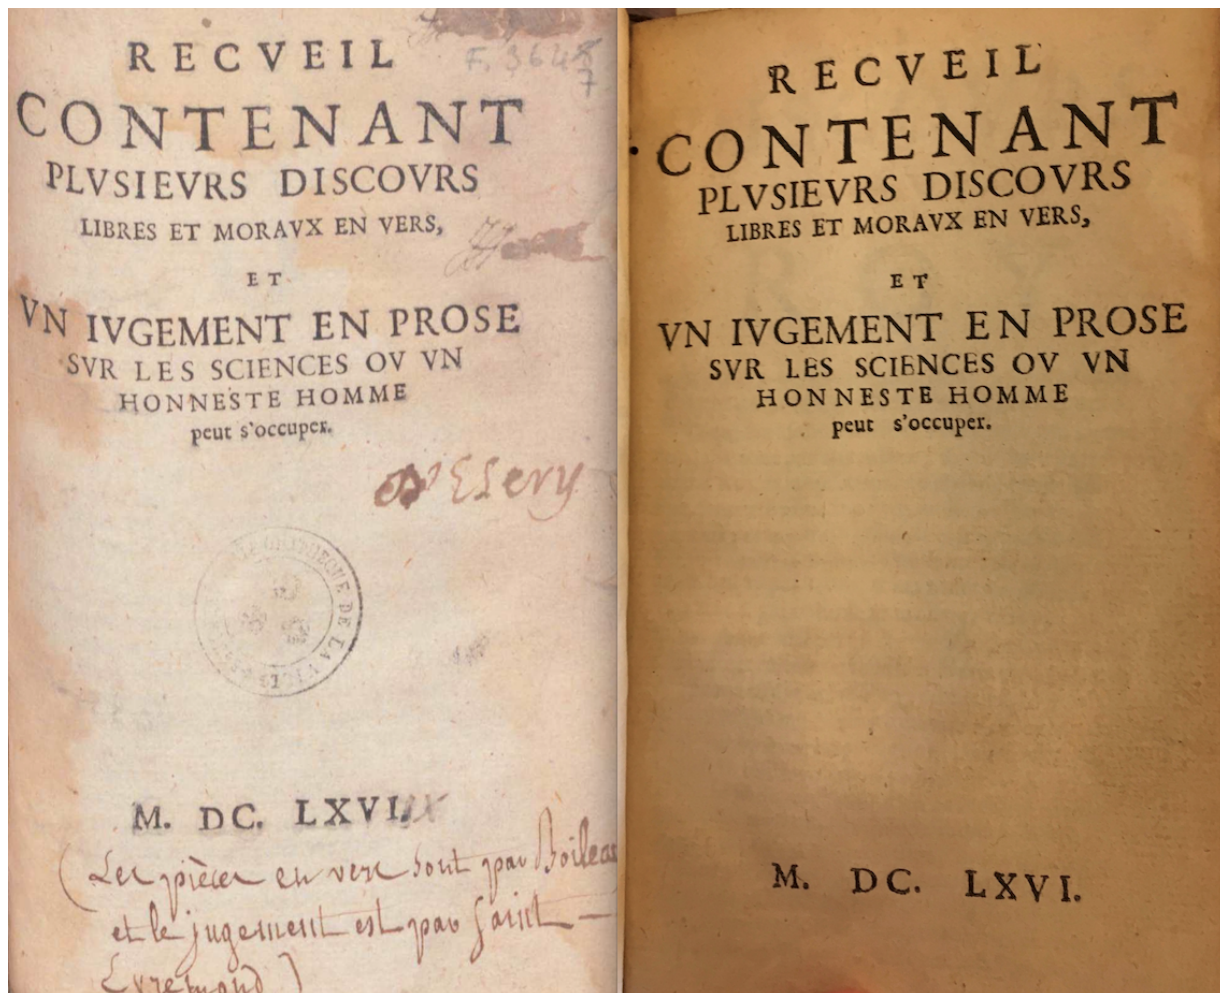 RECVEIL
CONTENANT
PLVSIEVRS DISCOVRS
LIBRES ET MORAVX EN VERS,
ET
VN IVGEMENT EN PROSE
SVR LES SCIENCES OV VN
HONNESTE HOMME
peut s'occuper.
DE LA VILLE
M. DC. LXVI.
(Les pièces en vers sont par Boileau
et le jugement est par Saint-
Evremond)
RECVEIL
CONTENANT
PLVSIEVRS DISCOVRS
LIBRES ET MORAVX EN VERS,
ET
VN IVGEMENT EN PROSE
SVR LES SCIENCES OV VN
HONNESTE HOMME
peut s'occuper.
M. DC. LXVI.